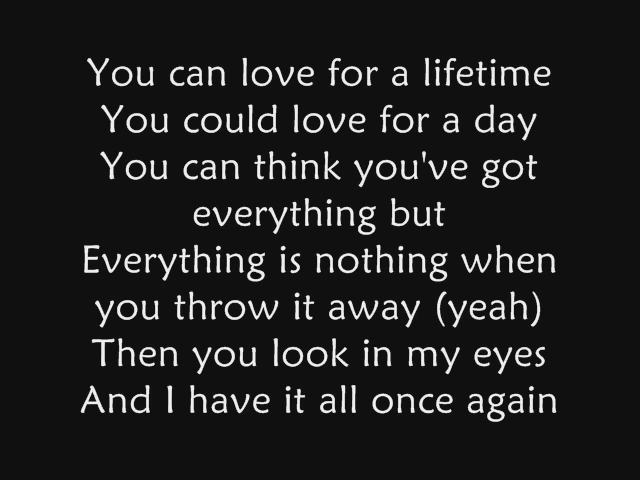 You can love for a lifetime
You could love for a day
You can think you've got
everything but
Everything is nothing when
you throw it away (yeah)
Then you look in my eyes
And I have it all once again